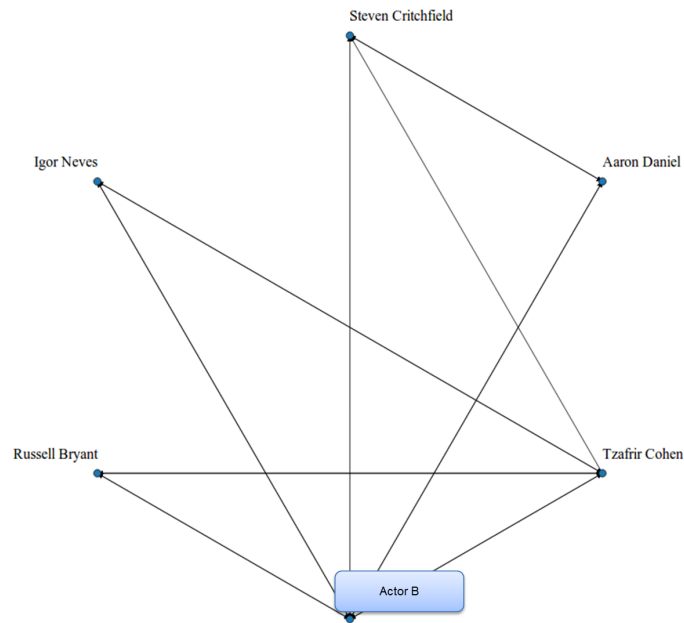 Steven Critchfield
Igor Neves
Aaron Daniel
Russell Bryant
Tzafrir Cohen
Actor B